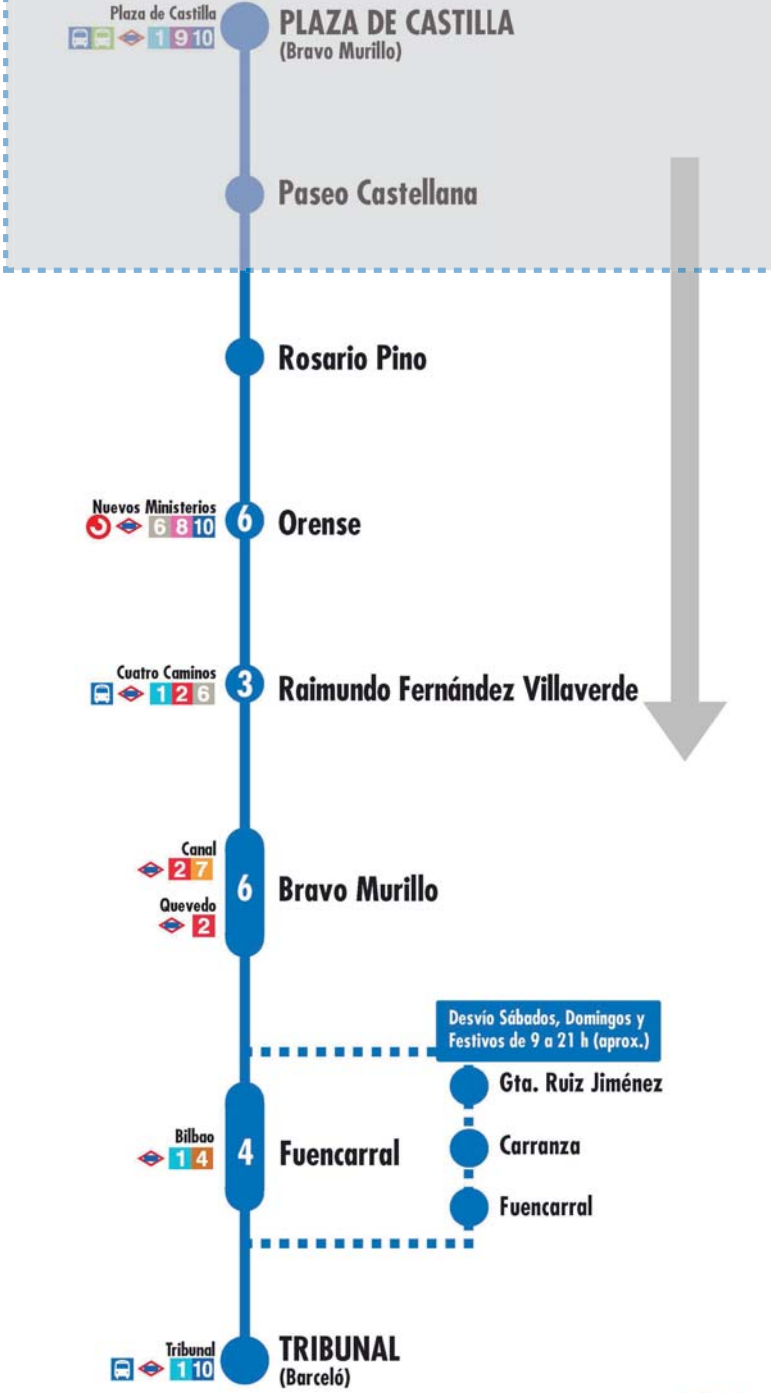 Plaza de Castilla
1 9 10
PLAZA DE CASTILLA
(Bravo Murillo)
Paseo Castellana
Rosario Pino
Nuevos Ministerios
6 8 10
6
Orense
Cuatro Caminos
1 2 6
3
Raimundo Fernández Villaverde
Canal
2 7
Quevedo
2
6
Bravo Murillo
Desvío Sábados, Domingos y
Festivos de 9 a 21 h (aprox.)
Gta. Ruiz Jiménez
Carranza
Fuencarral
Bilbao
1 4
4
Fuencarral
Tribunal
1 10
TRIBUNAL
(Barceló)